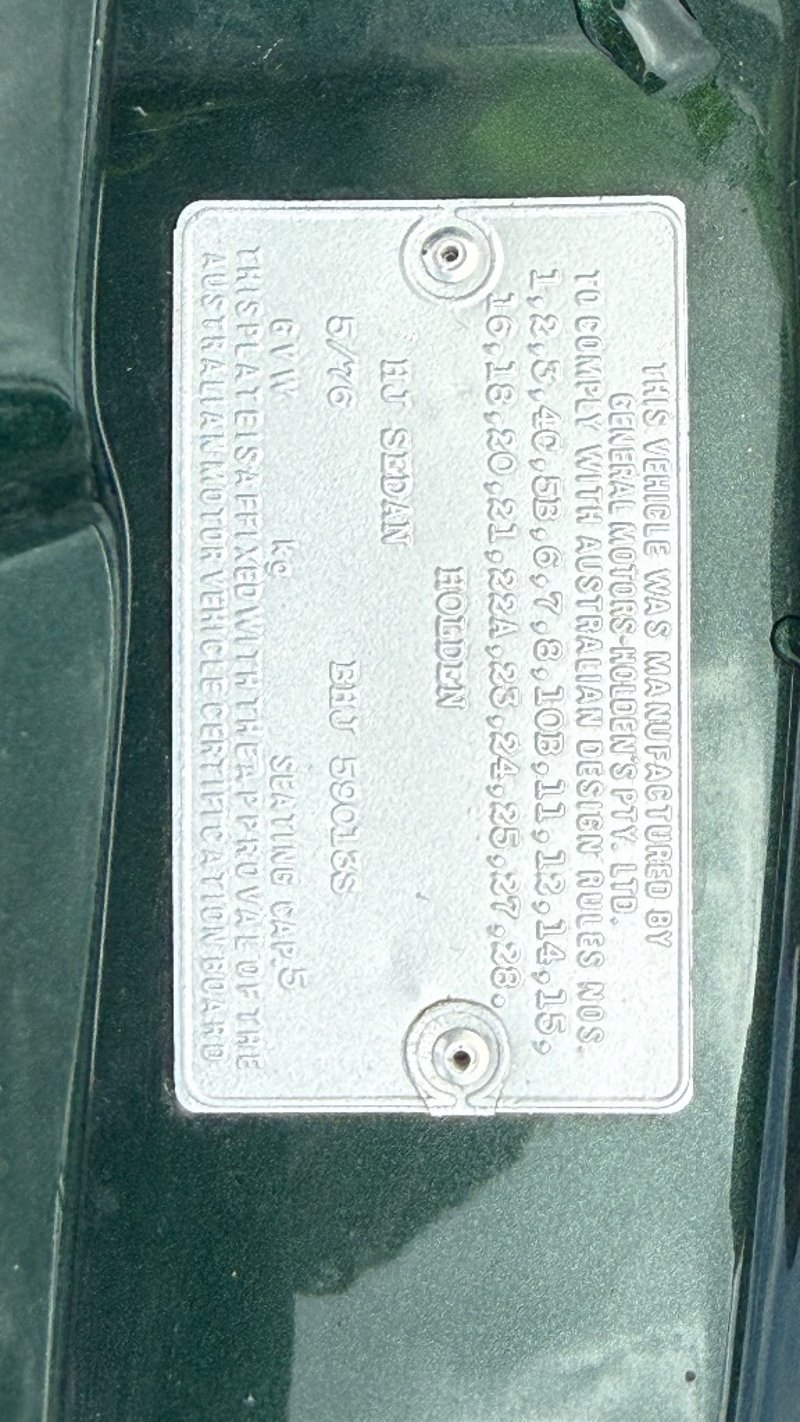 THIS VEHICLE WAS MANUFACTURED BY
GENERAL MOTORS-HOLDEN'S PTY. LTD.
TO COMPLY WITH AUSTRALIAN DESIGN RULES NOS.
1,2,3,4C,5B,6,7,8,10B,11,12,14,15,
16,18,20,21,22A,23,24,25,27,28.
HOLDEN
HJ SEDAN
5/76 BHJ 59013S
GVW kg SEATING CAP. 5
THIS PLATE IS AFFIXED WITH THE APPROVAL OF THE
AUSTRALIAN MOTOR VEHICLE CERTIFICATION BOARD.